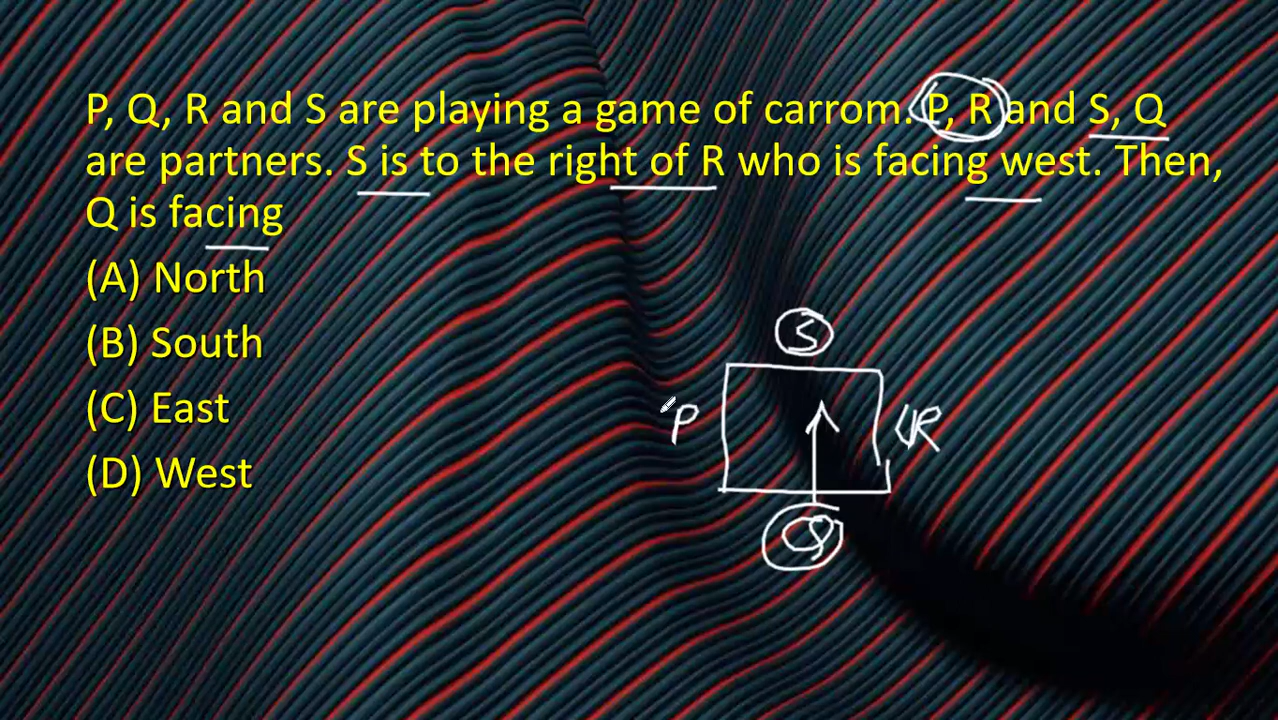 P, Q, R and S are playing a game of carrom. P, R and S, Q
are partners. S is to the right of R who is facing west. Then,
Q is facing
(A) North
(B) South
(C) East
(D) West
S
P
R
Q